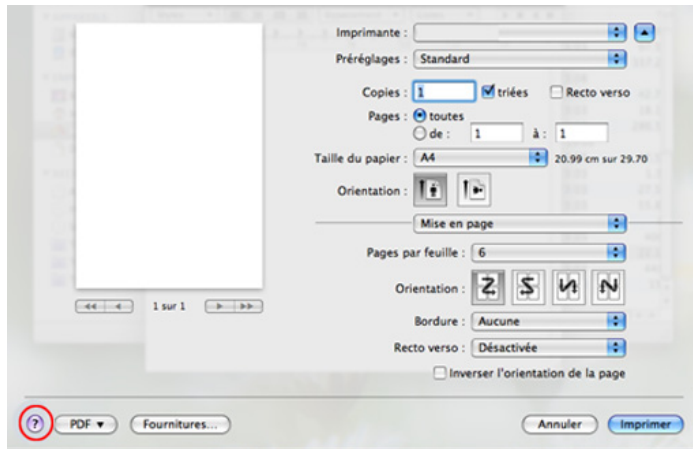 Imprimante :
Préréglages : Standard
Copies : 1 triées Recto verso
Pages : toutes
de : 1 à : 1
Taille du papier : A4 20.99 cm sur 29.70
Orientation :
Mise en page
Pages par feuille : 6
Orientation :
1 sur 1
Bordure : Aucune
Recto verso : Désactivée
Inverser l'orientation de la page
? PDF Fournitures... Annuler Imprimer